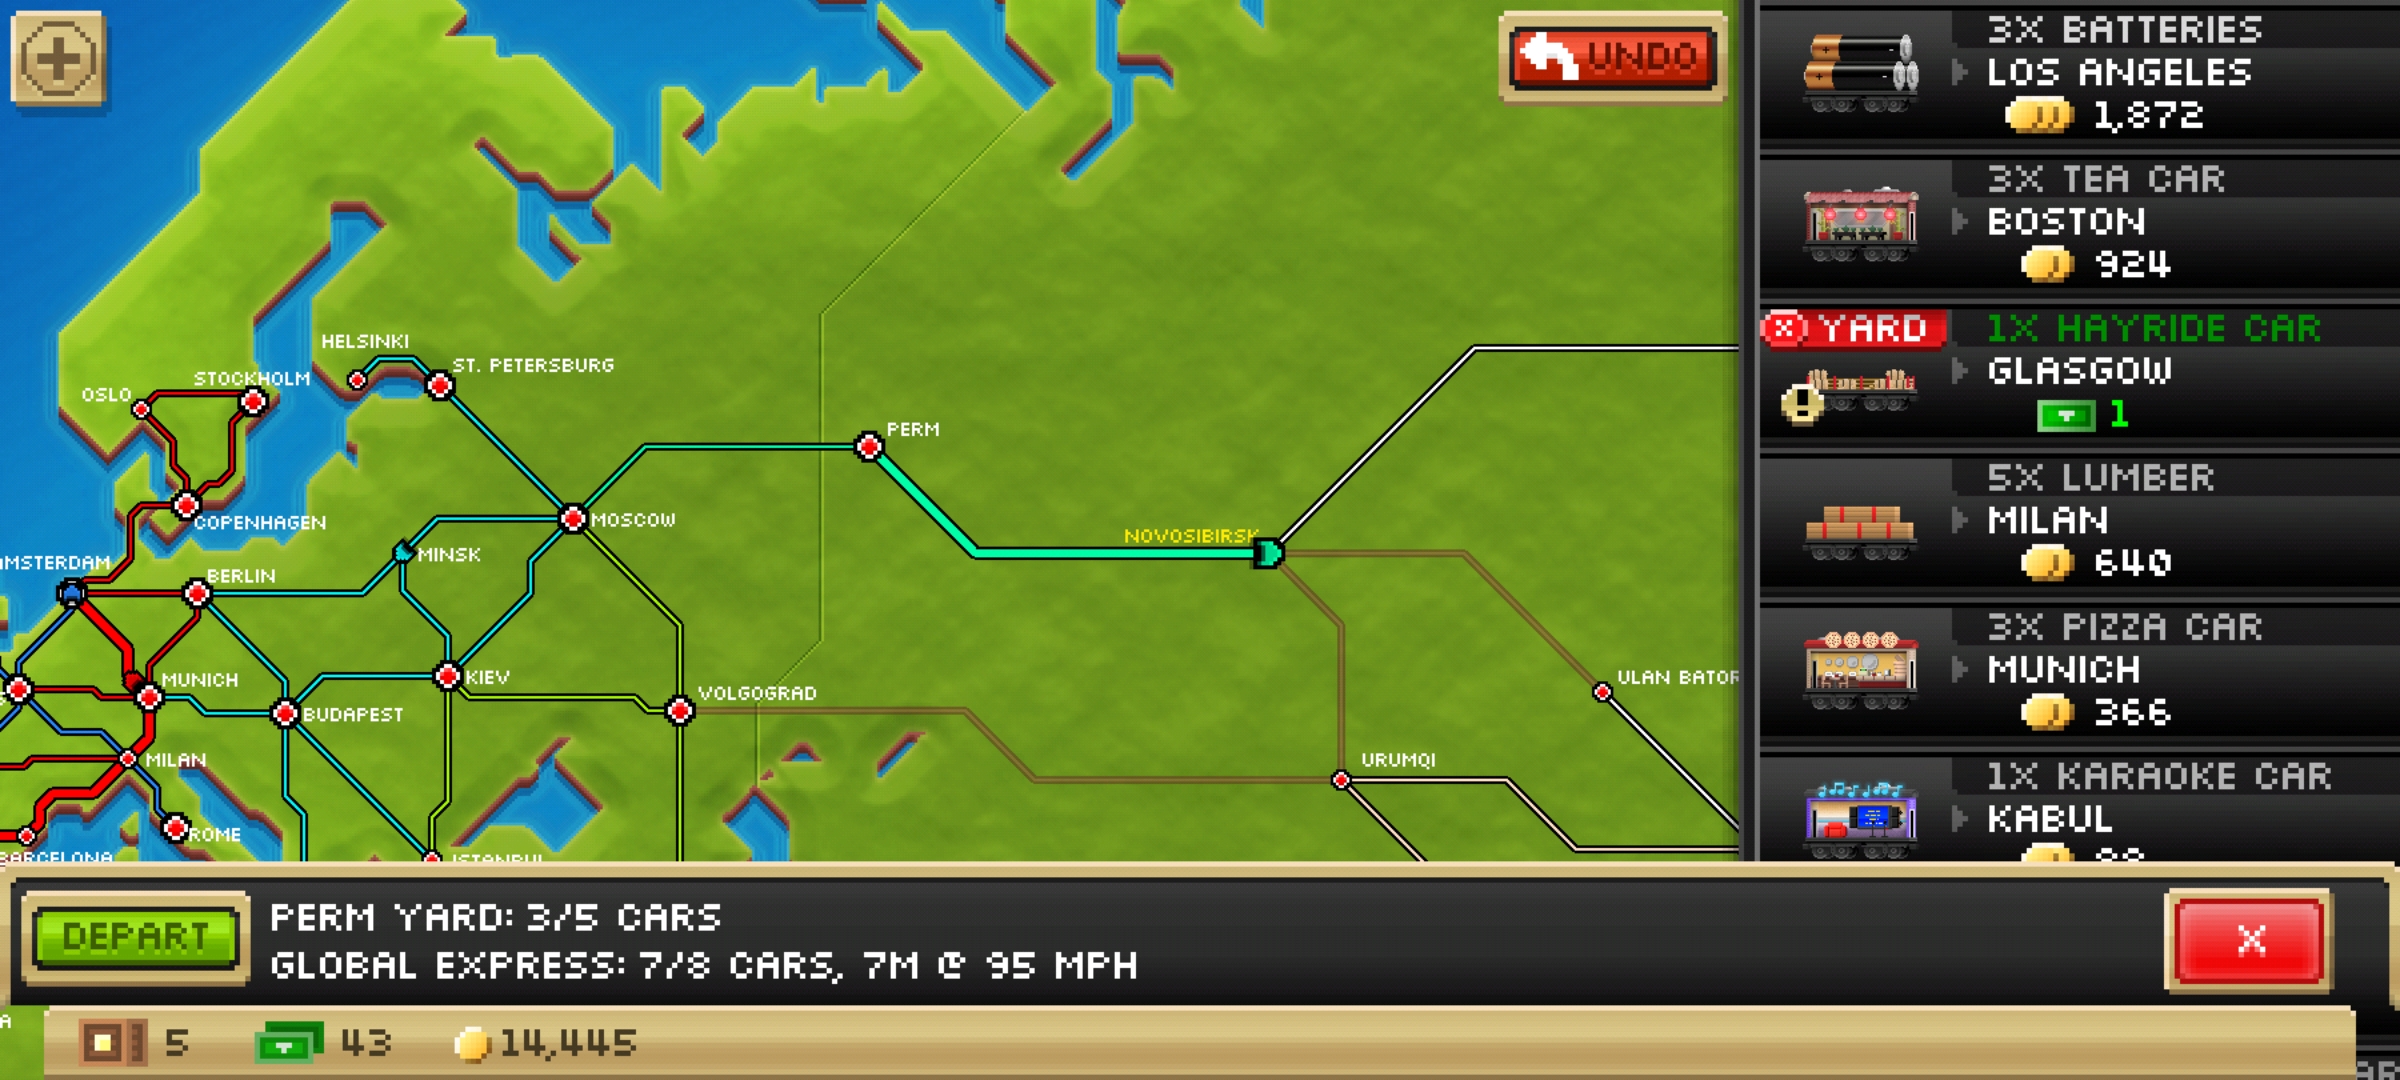 UNDO
HELSINKI
ST. PETERSBURG
STOCKHOLM
OSLO
PERM
COPENHAGEN
MOSCOW
NOVOSIBIRSK
MINSK
MSTERDAM
BERLIN
MUNICH
KIEV
ULAN BATOR
VOLGOGRAD
BUDAPEST
MILAN
URUMQI
ROME
BARCELONA
ISTANBUL
3X BATTERIES
LOS ANGELES
1,872
3X TEA CAR
BOSTON
924
X YARD
1X HAYRIDE CAR
GLASGOW
! 1
5X LUMBER
MILAN
640
3X PIZZA CAR
MUNICH
366
1X KARAOKE CAR
KABUL
DEPART
PERM YARD: 3/5 CARS
GLOBAL EXPRESS: 7/8 CARS, 7M @ 95 MPH
X
5 43 14,445